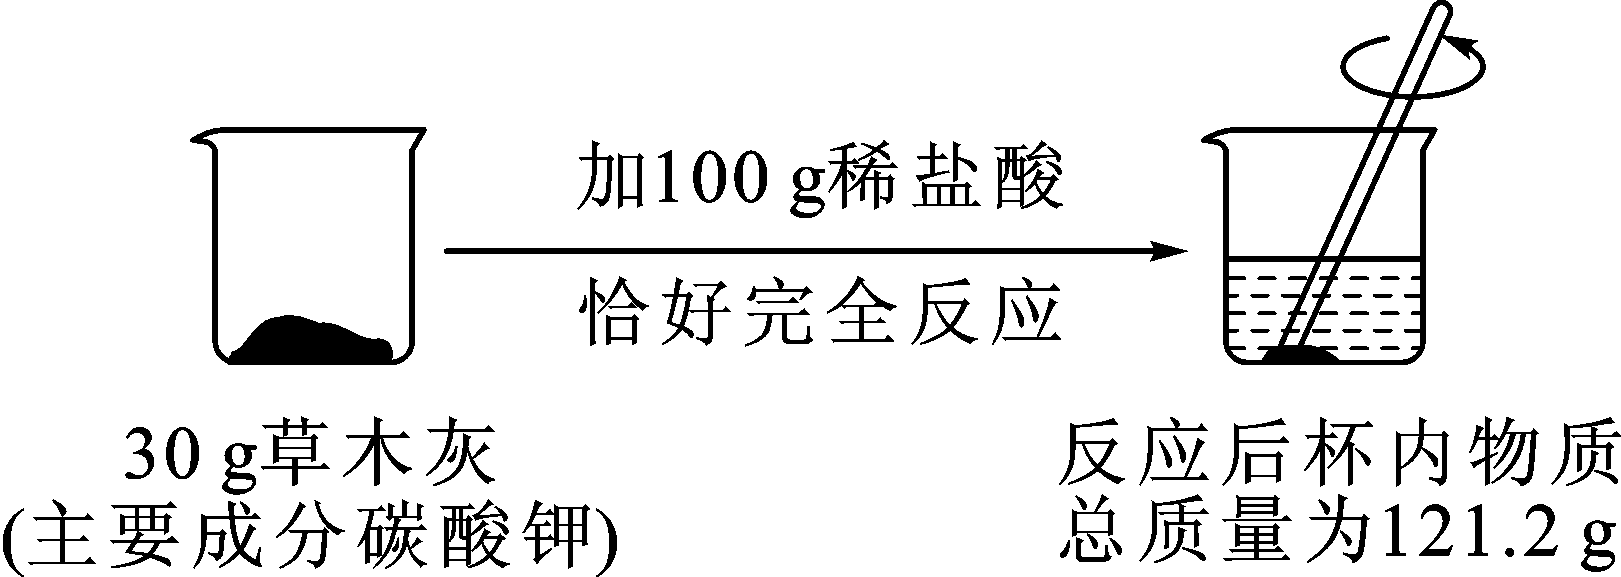 加100 g稀盐酸
恰好完全反应
30 g草木灰
(主要成分碳酸钾)
反应后杯内物质
总质量为121.2 g